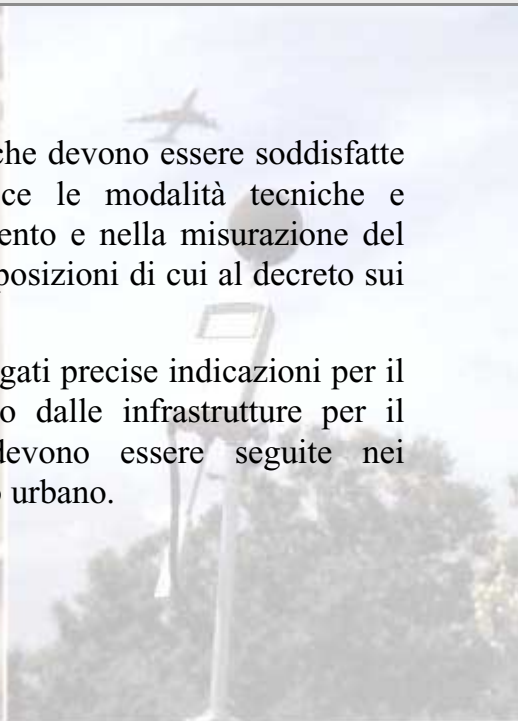 che devono essere soddisfatte
ce le modalità tecniche e
ento e nella misurazione del
posizioni di cui al decreto sui
gati precise indicazioni per il
o dalle infrastrutture per il
devono essere seguite nei
o urbano.